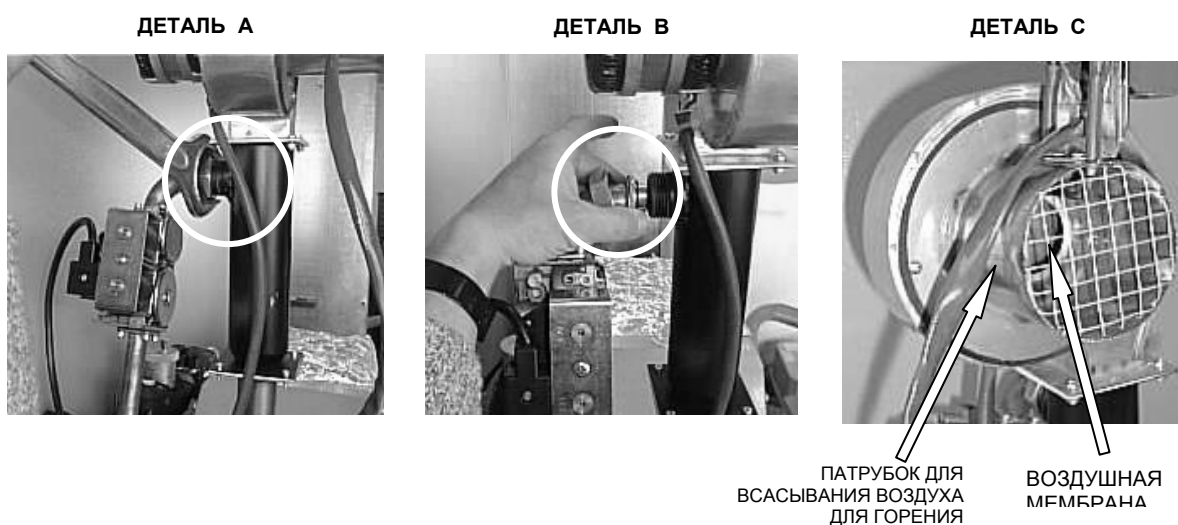 ДЕТАЛЬ A
ДЕТАЛЬ B
ДЕТАЛЬ C
ПАТРУБОК ДЛЯ
ВСАСЫВАНИЯ ВОЗДУХА
ДЛЯ ГОРЕНИЯ
ВОЗДУШНАЯ
МЕМБРАНА